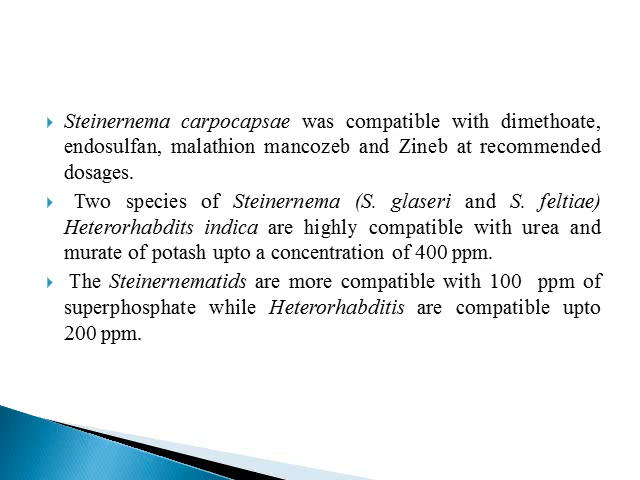 Steinernema carpocapsae was compatible with dimethoate,
endosulfan, malathion mancozeb and Zineb at recommended
dosages.
Two species of Steinernema (S. glaseri and S. feltiae)
Heterorhabdits indica are highly compatible with urea and
murate of potash upto a concentration of 400 ppm.
The Steinernematids are more compatible with 100 ppm of
superphosphate while Heterorhabditis are compatible upto
200 ppm.